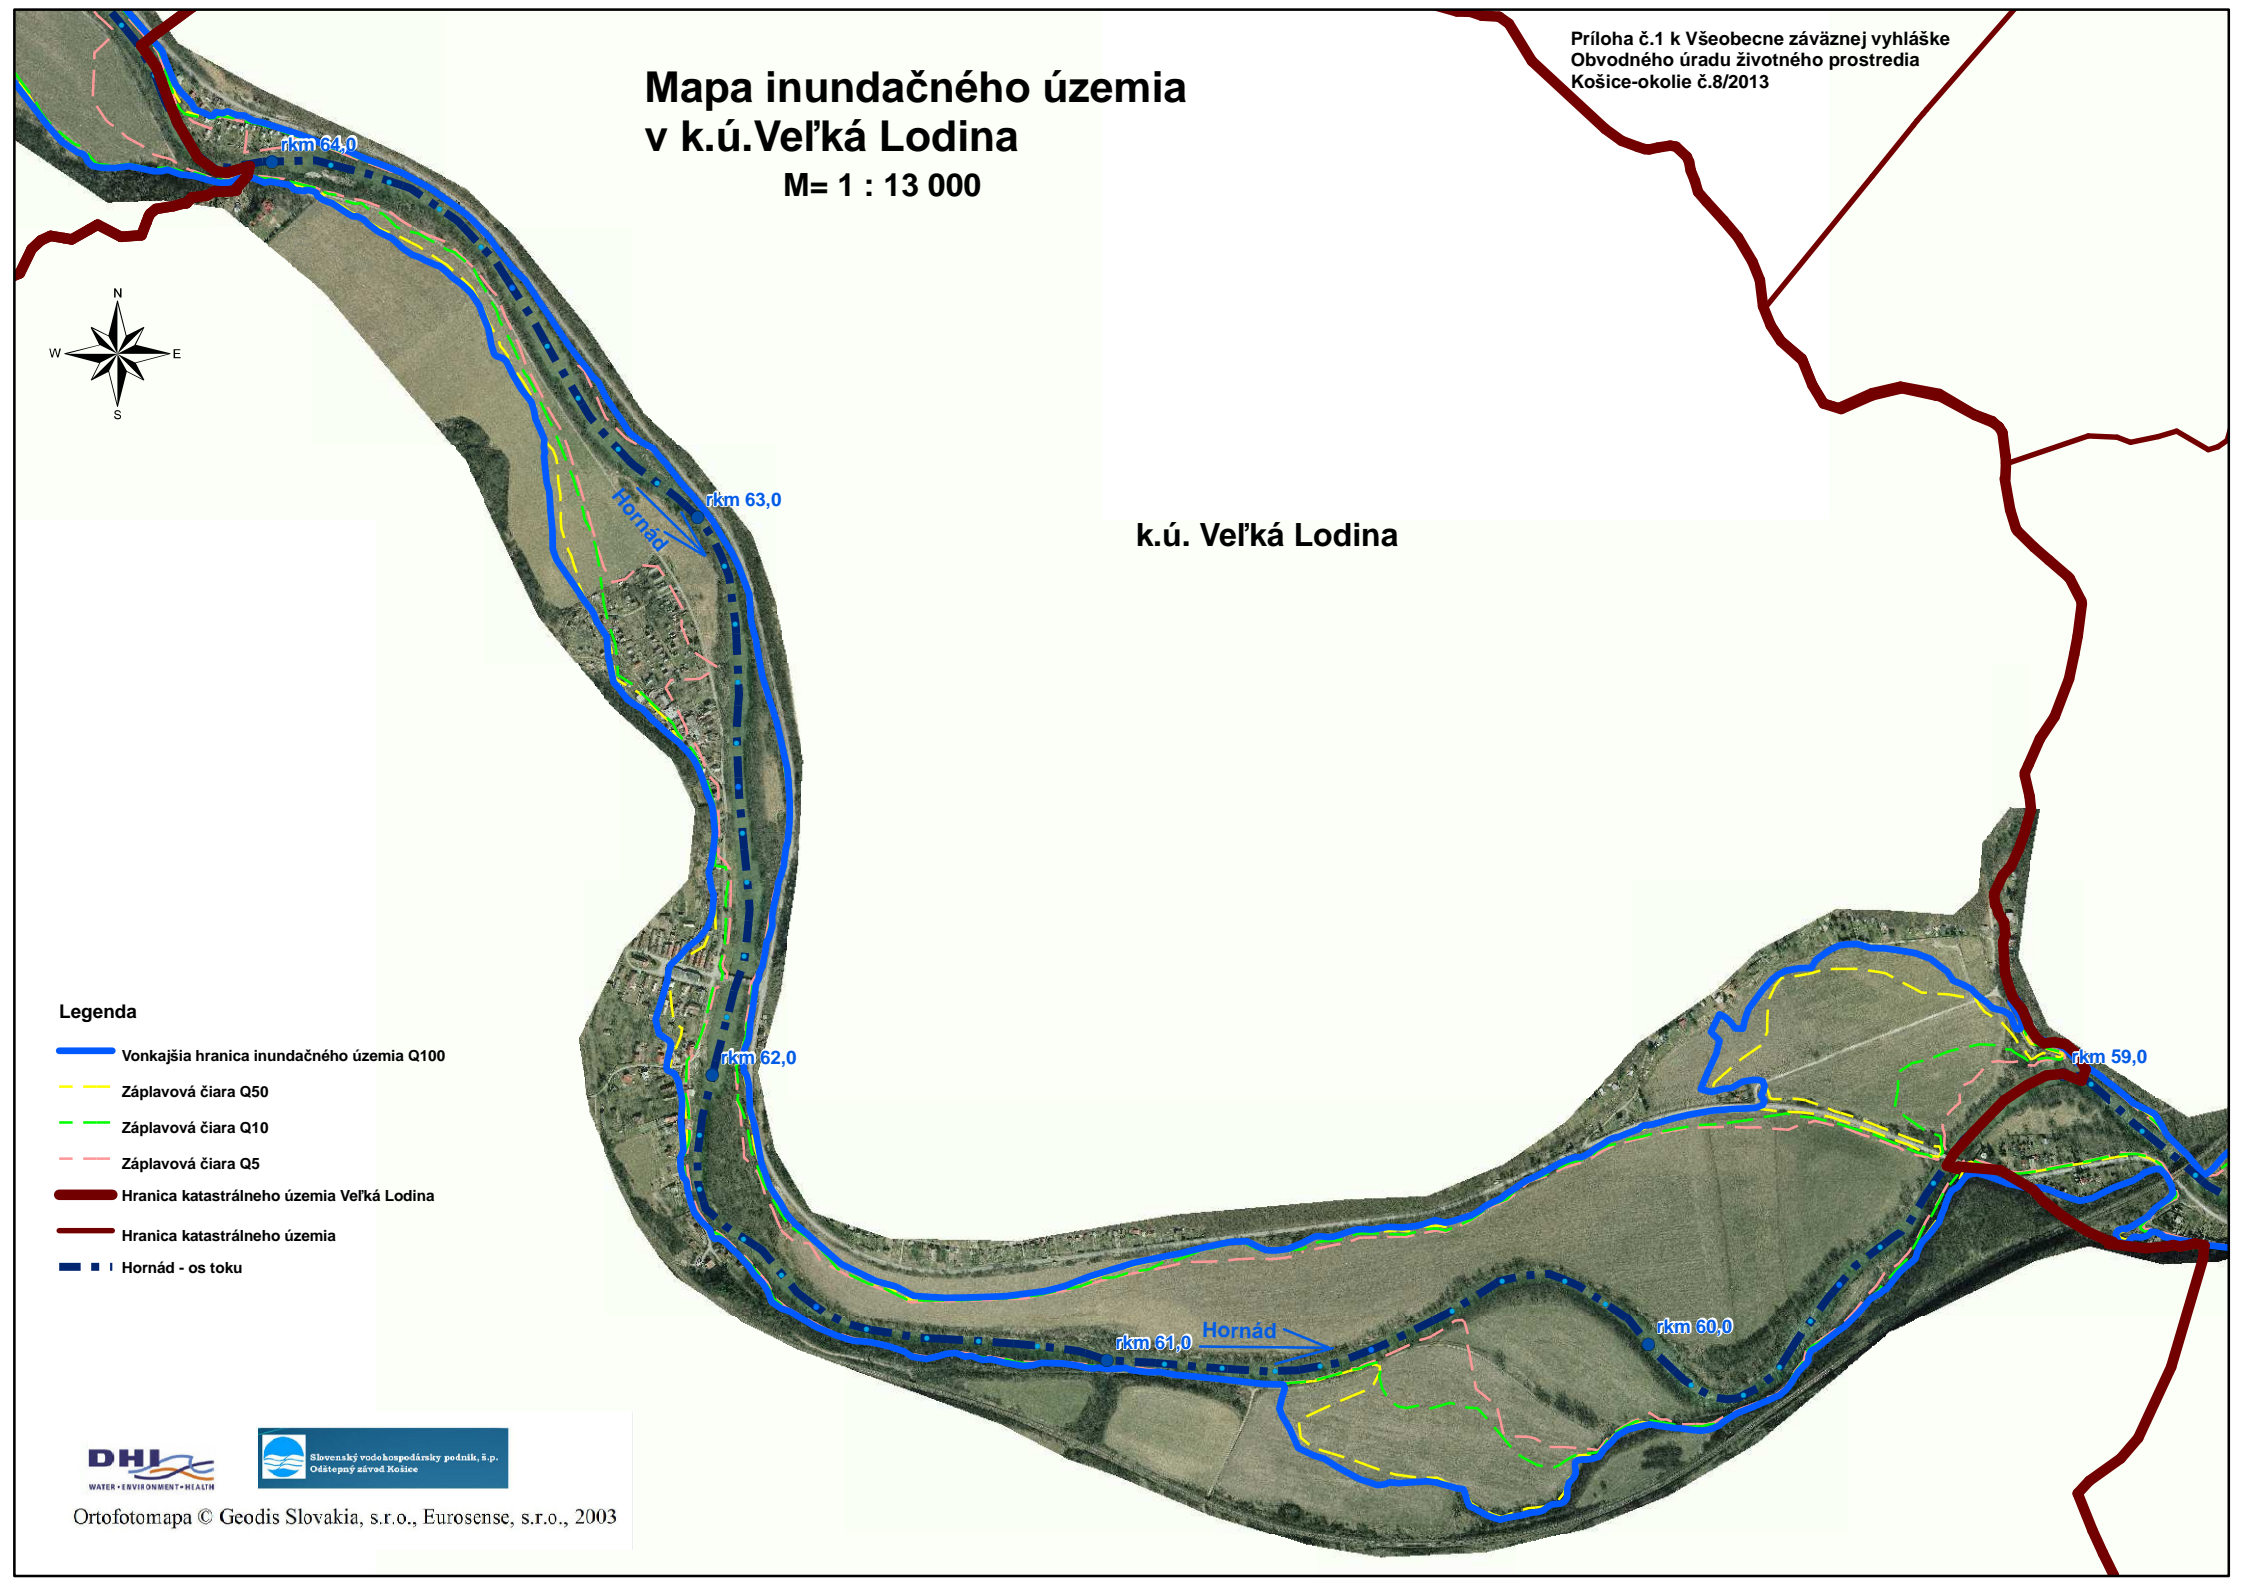 Príloha č.1 k Všeobecne záväznej vyhláške
Obvodného úradu životného prostredia
Košice-okolie č.8/2013
Mapa inundačného územia
v k.ú.Veľká Lodina
M= 1 : 13 000
rkm 64,0
N
W
E
S
rkm 63,0
Hornád
k.ú. Veľká Lodina
rkm 62,0
rkm 59,0
rkm 61,0
Hornád
rkm 60,0
Legenda
Vonkajšia hranica inundačného územia Q100
Záplavová čiara Q50
Záplavová čiara Q10
Záplavová čiara Q5
Hranica katastrálneho územia Veľká Lodina
Hranica katastrálneho územia
Hornád - os toku
DHI
WATER • ENVIRONMENT • HEALTH
Slovenský vodohospodársky podnik, š.p.
Odštepný závod Košice
Ortofotomapa © Geodis Slovakia, s.r.o., Eurosense, s.r.o., 2003